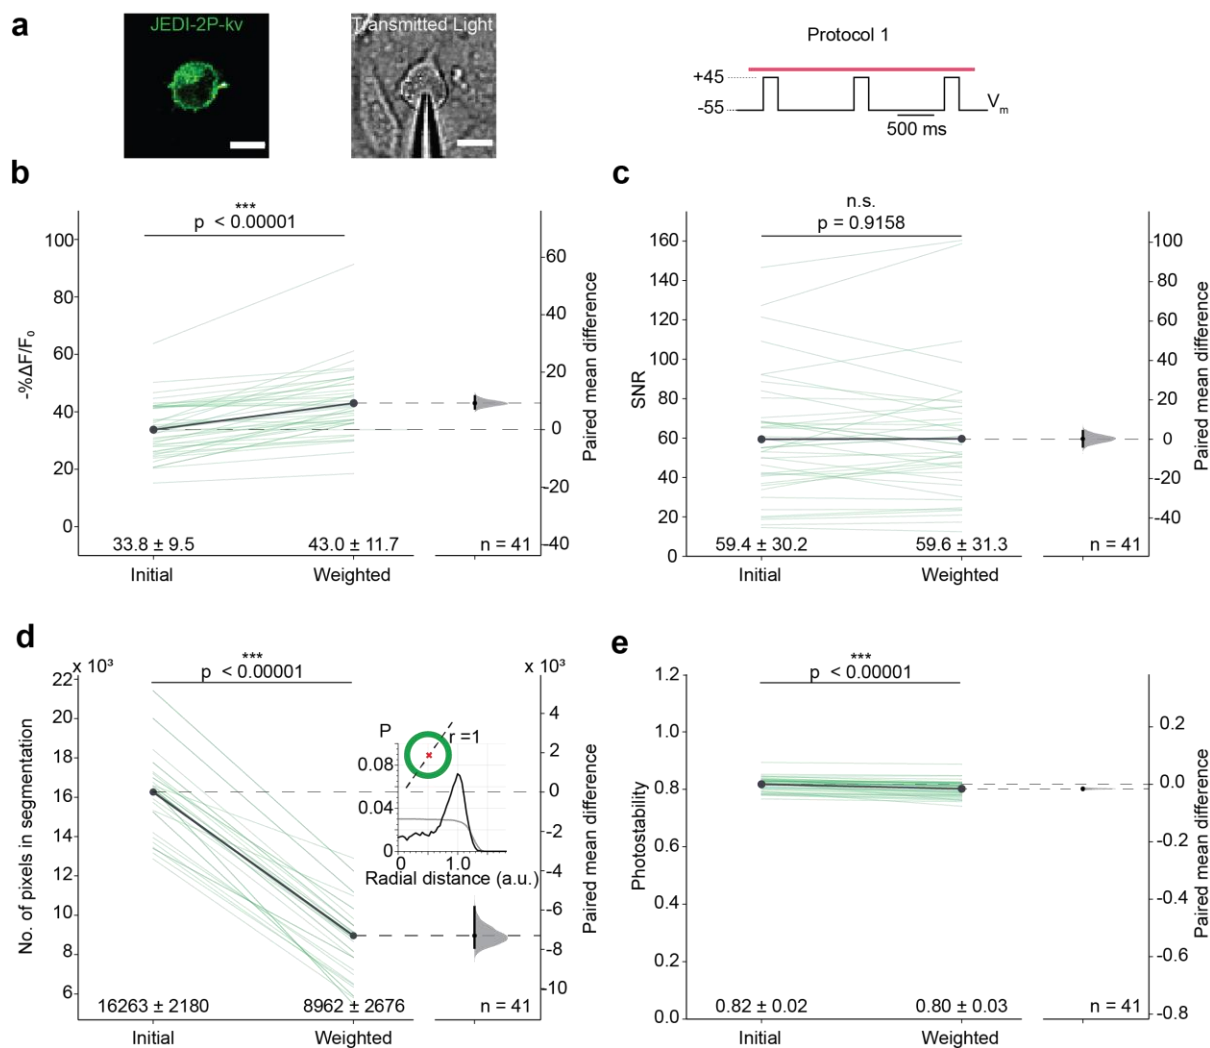 a
JEDI-2P-kv
Transmitted Light
Protocol 1
+45
-55
Vm
500 ms
b
***
p < 0.00001
-%ΔF/F₀
100
80
60
40
20
0
60
40
20
0
-20
-40
Paired mean difference
33.8 ± 9.5
43.0 ± 11.7
n = 41
Initial
Weighted
c
n.s.
p = 0.9158
SNR
160
140
120
100
80
60
40
20
0
100
80
60
40
20
0
-20
-40
Paired mean difference
59.4 ± 30.2
59.6 ± 31.3
n = 41
Initial
Weighted
d
x 10³
***
p < 0.00001
x 10³
No. of pixels in segmentation
22
20
18
16
14
12
10
8
6
P
r =1
0.08
0.04
0
0
1.0
Radial distance (a.u.)
4
2
0
-2
-4
-6
-8
-10
Paired mean difference
16263 ± 2180
8962 ± 2676
n = 41
Initial
Weighted
e
***
p < 0.00001
Photostability
1.2
1.0
0.8
0.6
0.4
0.2
0.0
0.2
0.0
-0.2
-0.4
-0.6
-0.8
Paired mean difference
0.82 ± 0.02
0.80 ± 0.03
n = 41
Initial
Weighted